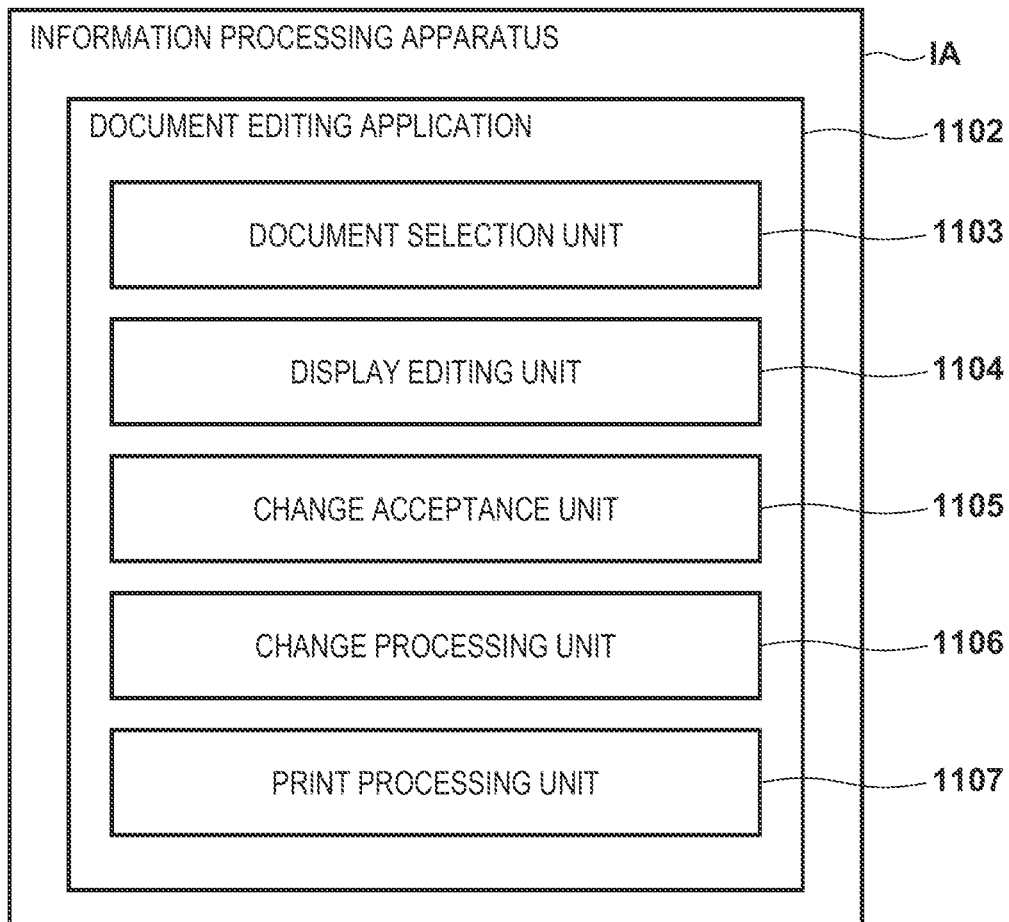 INFORMATION PROCESSING APPARATUS
IA
DOCUMENT EDITING APPLICATION
1102
DOCUMENT SELECTION UNIT
1103
DISPLAY EDITING UNIT
1104
CHANGE ACCEPTANCE UNIT
1105
CHANGE PROCESSING UNIT
1106
PRINT PROCESSING UNIT
1107